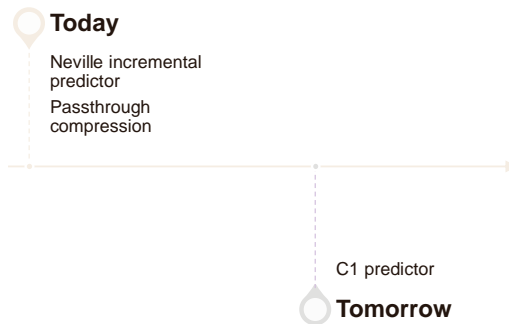 Today
Neville incremental
predictor
Passthrough
compression
C1 predictor
Tomorrow